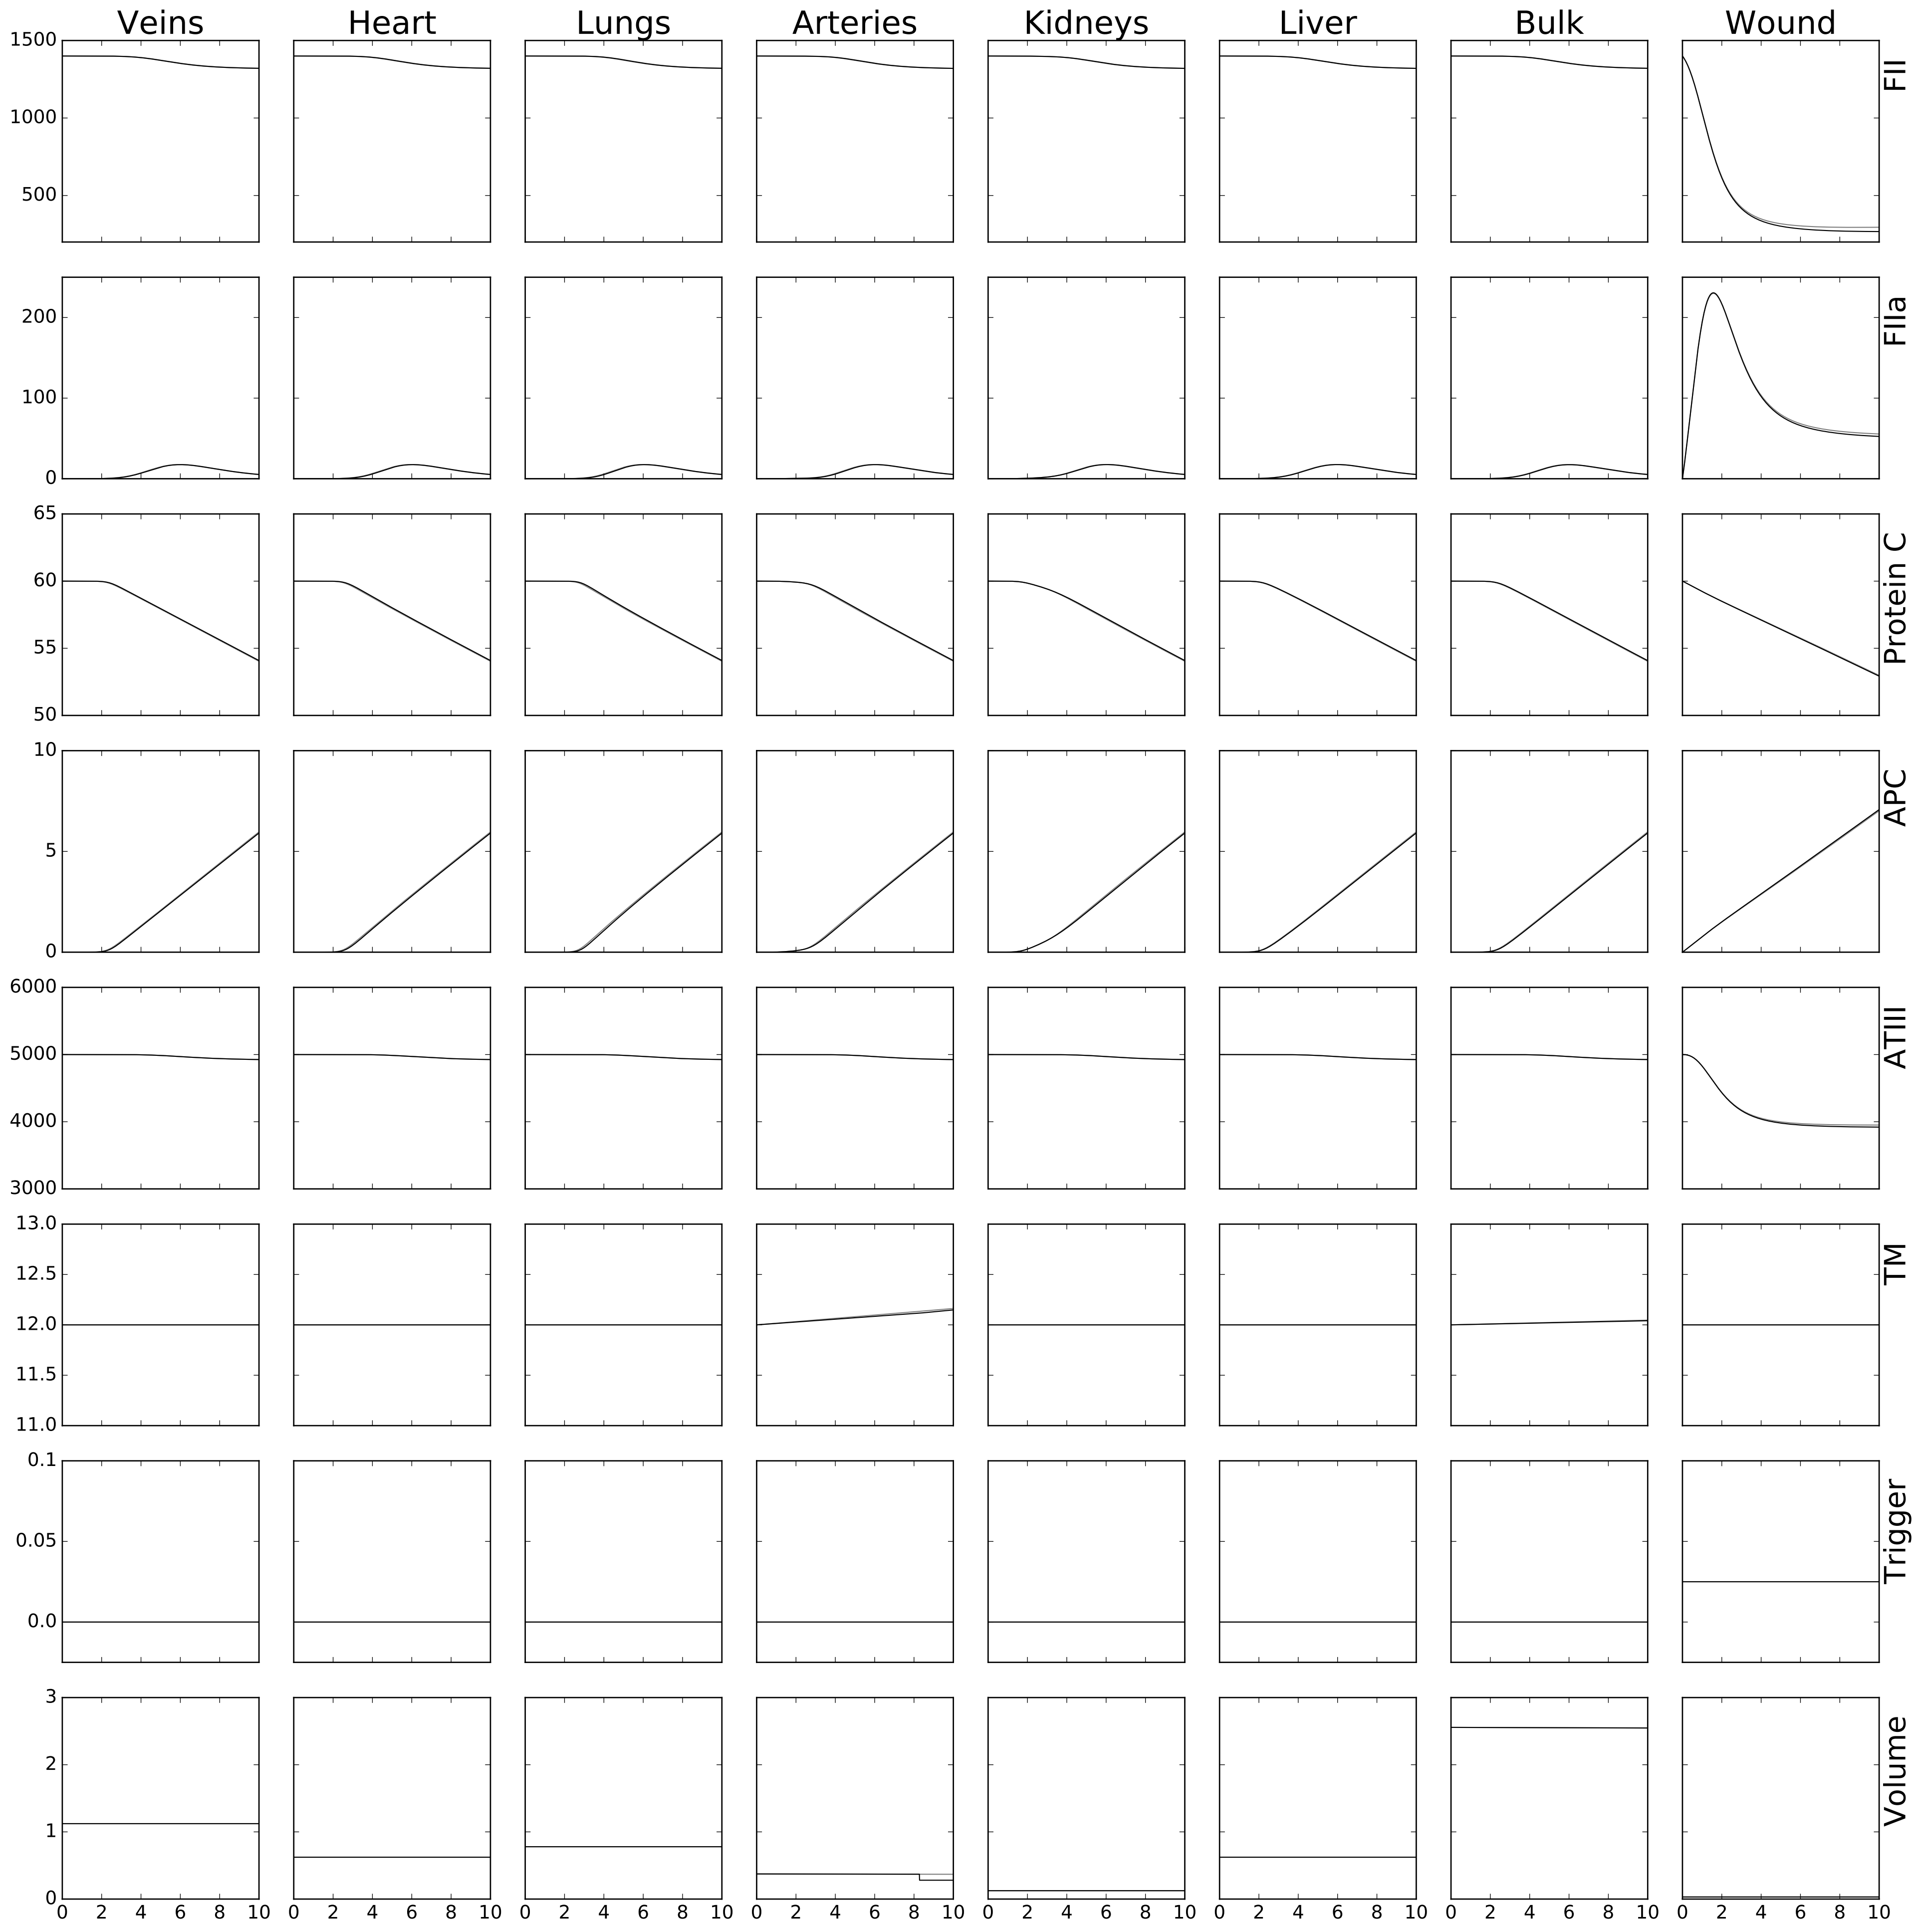 Veins Heart Lungs Arteries Kidneys Liver Bulk Wound
1500
1000
500
FII
200
100
0
FIIa
65
60
55
50
Protein C
10
5
0
APC
6000
5000
4000
3000
ATIII
13.0
12.5
12.0
11.5
11.0
TM
0.1
0.05
0.0
Trigger
3
2
1
0
Volume
0 2 4 6 8 10 0 2 4 6 8 10 0 2 4 6 8 10 0 2 4 6 8 10 0 2 4 6 8 10 0 2 4 6 8 10 0 2 4 6 8 10 0 2 4 6 8 10